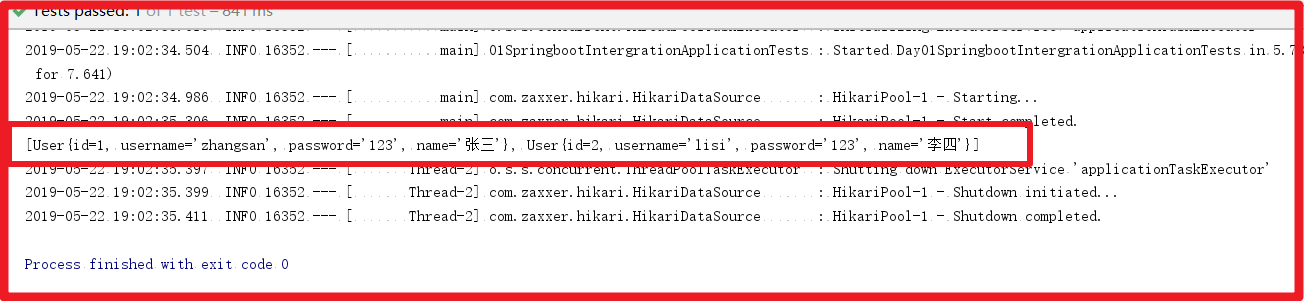 Tests passed: 1 of 1 test – 841 ms
2019-05-22 19:02:34.504  INFO 16352 --- [           main] 01SpringbootIntergrationApplicationTests : Started Day01SpringbootIntergrationApplicationTests in 5.7
for 7.641)
2019-05-22 19:02:34.986  INFO 16352 --- [           main] com.zaxxer.hikari.HikariDataSource       : HikariPool-1 - Starting...
2019-05-22 19:02:35.306  INFO 16352 --- [           main] com.zaxxer.hikari.HikariDataSource       : HikariPool-1 - Start completed.
[User{id=1, username='zhangsan', password='123', name='张三'}, User{id=2, username='lisi', password='123', name='李四'}]
2019-05-22 19:02:35.397  INFO 16352 --- [       Thread-2] o.s.s.concurrent.ThreadPoolTaskExecutor  : Shutting down ExecutorService 'applicationTaskExecutor'
2019-05-22 19:02:35.399  INFO 16352 --- [       Thread-2] com.zaxxer.hikari.HikariDataSource       : HikariPool-1 - Shutdown initiated...
2019-05-22 19:02:35.411  INFO 16352 --- [       Thread-2] com.zaxxer.hikari.HikariDataSource       : HikariPool-1 - Shutdown completed.
Process finished with exit code 0